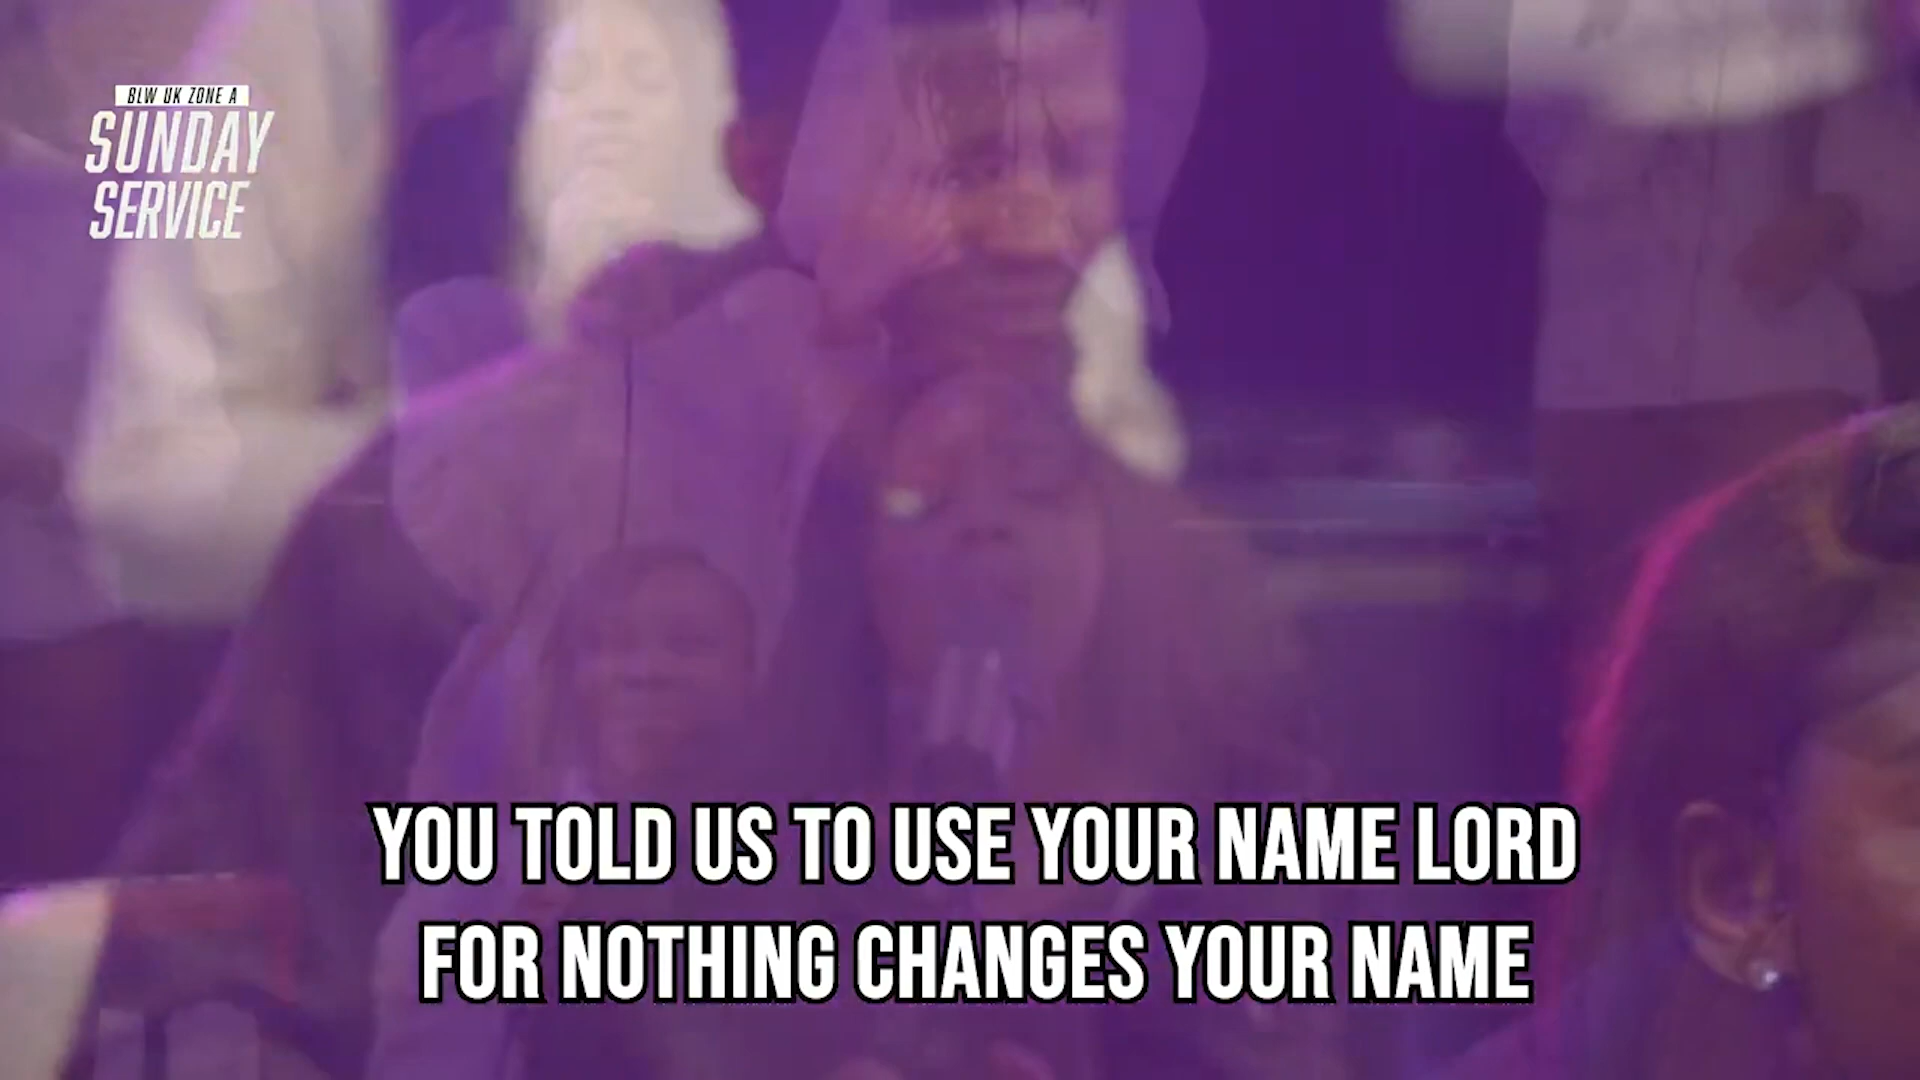 BLW UK ZONE A
SUNDAY
SERVICE
YOU TOLD US TO USE YOUR NAME LORD
FOR NOTHING CHANGES YOUR NAME